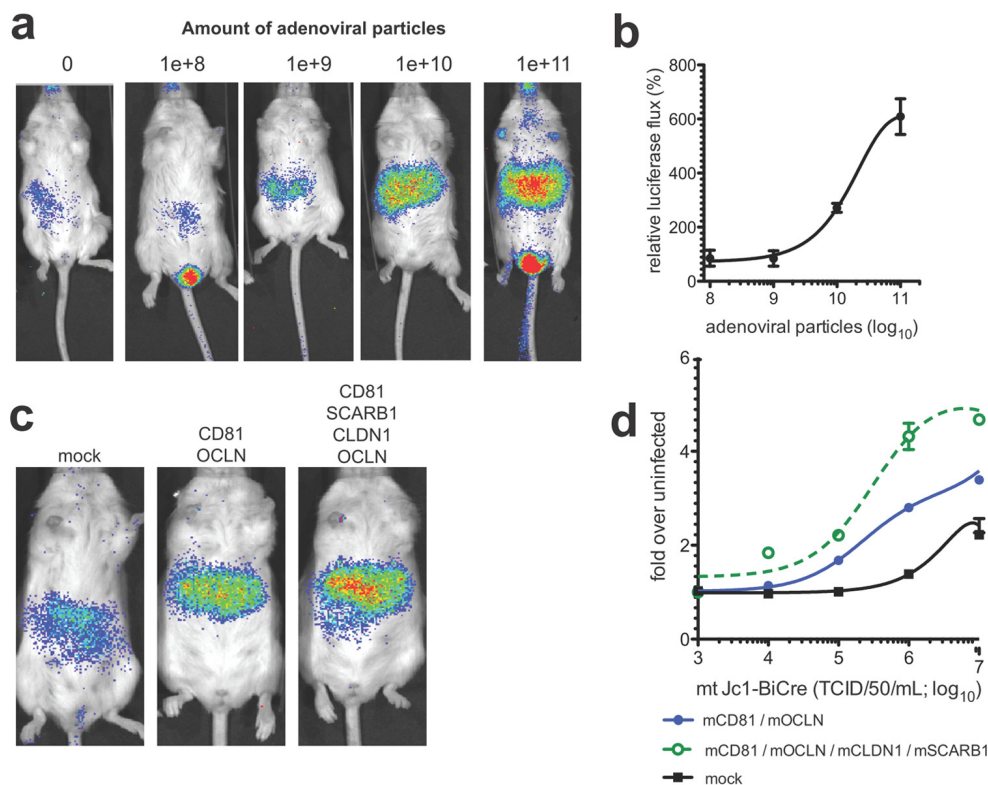 a
Amount of adenoviral particles
0
1e+8
1e+9
1e+10
1e+11
b
relative luciferase flux (%)
800
600
400
200
0
8
9
10
11
adenoviral particles (log10)
c
mock
CD81
OCLN
CD81
SCARB1
CLDN1
OCLN
d
fold over uninfected
6
4
2
0
3
4
5
6
7
mt Jc1-BiCre (TCID/50/mL; log10)
mCD81 / mOCLN
mCD81 / mOCLN / mCLDN1 / mSCARB1
mock